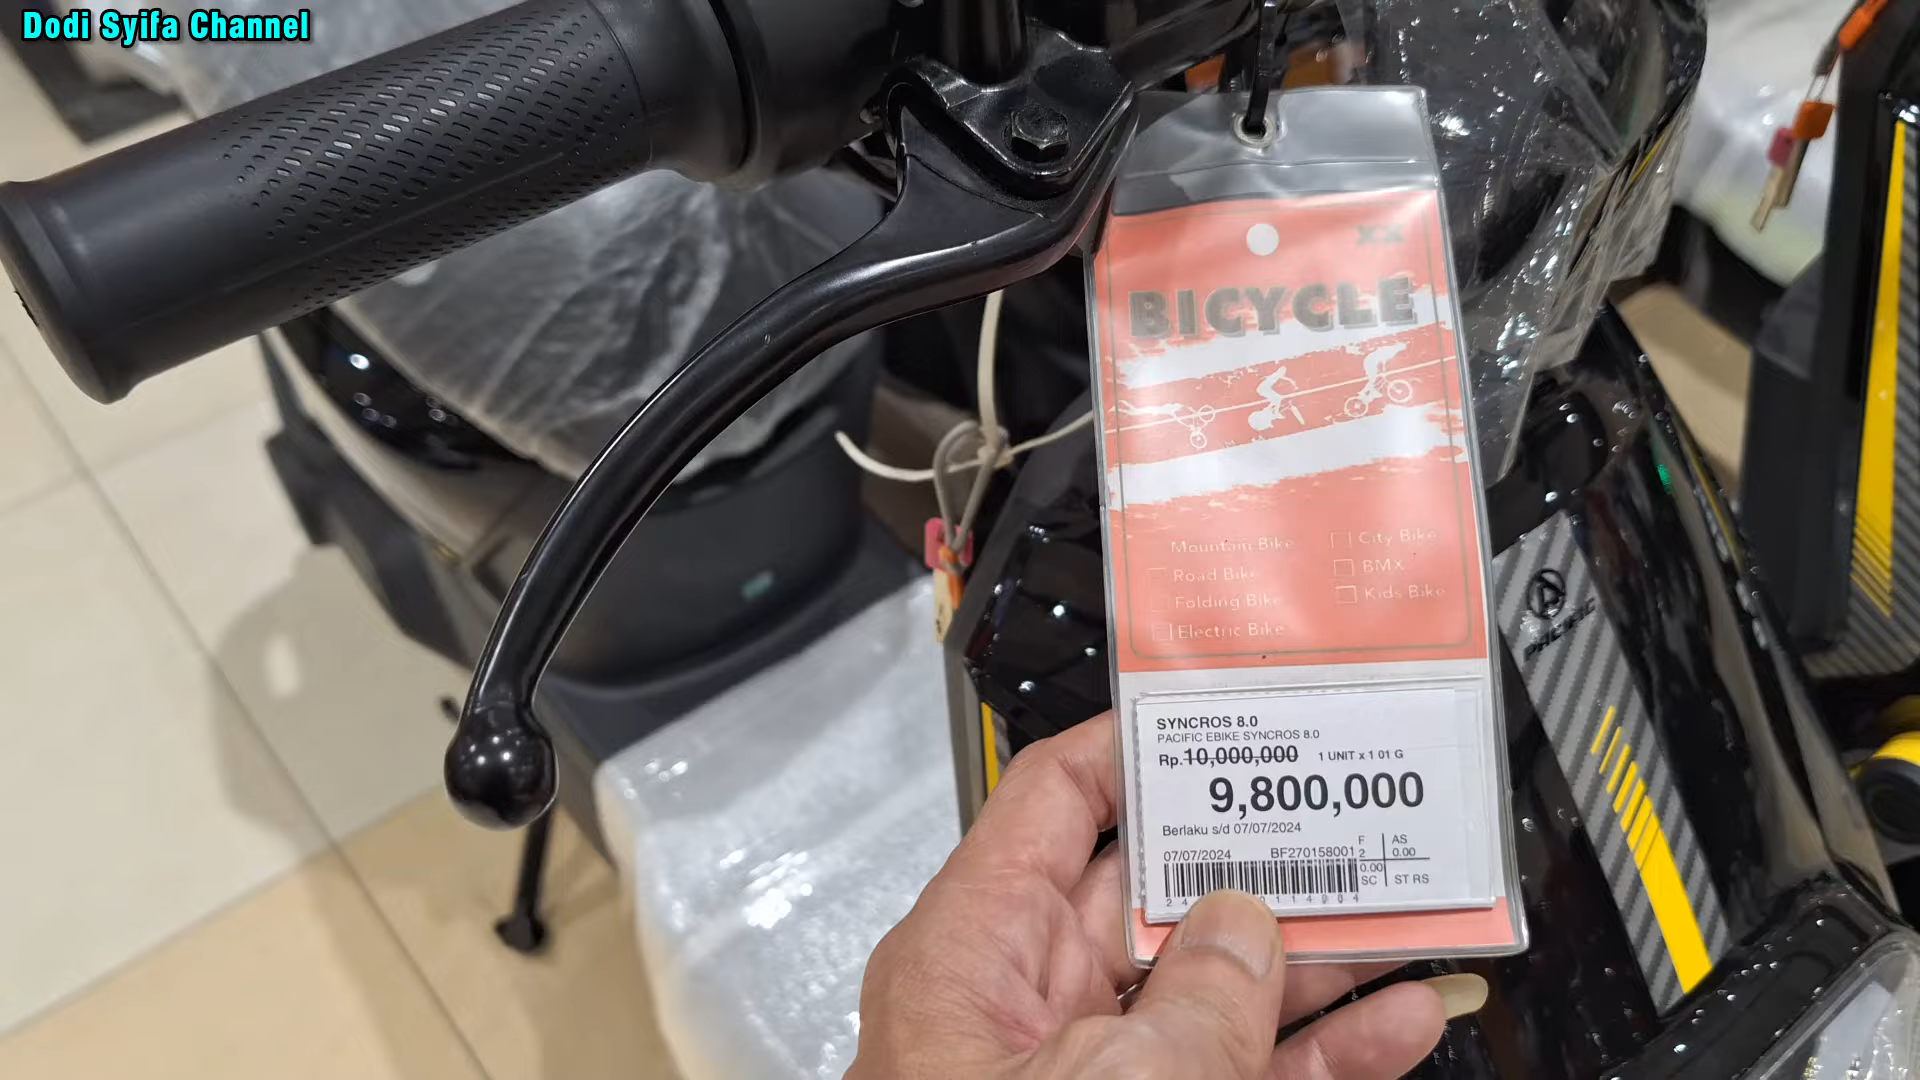 Dodi Syifa Channel
BICYCLE
Mountain Bike
City Bike
Road Bike
BMX
Folding Bike
Kids Bike
Electric Bike
PACIFIC
SYNCROS 8.0
PACIFIC EBIKE SYNCROS 8.0
Rp.10,000,000 1 UNIT x 1 01 G
9,800,000
Berlaku s/d 07/07/2024
07/07/2024 BF270158001
F AS
2 0.00
0.00
SC ST RS